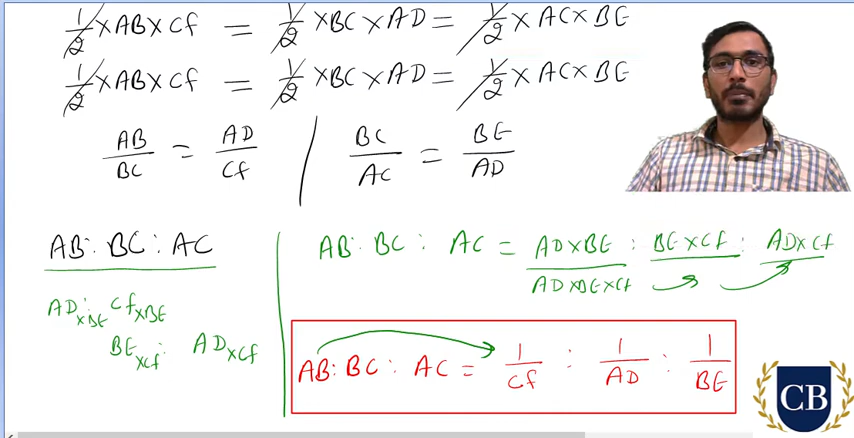 1/2 × AB × Cf = 1/2 × BC × AD = 1/2 × AC × BE
1/2 × AB × Cf = 1/2 × BC × AD = 1/2 × AC × BE
AB/BC = AD/Cf | BC/AC = BE/AD
AB : BC : AC
AD×BE : Cf×BE
BE×Cf : AD×Cf
AB : BC : AC = AD×BE/AD×BE×Cf : BE×Cf : AD×Cf
AB : BC : AC = 1/Cf : 1/AD : 1/BE
CB